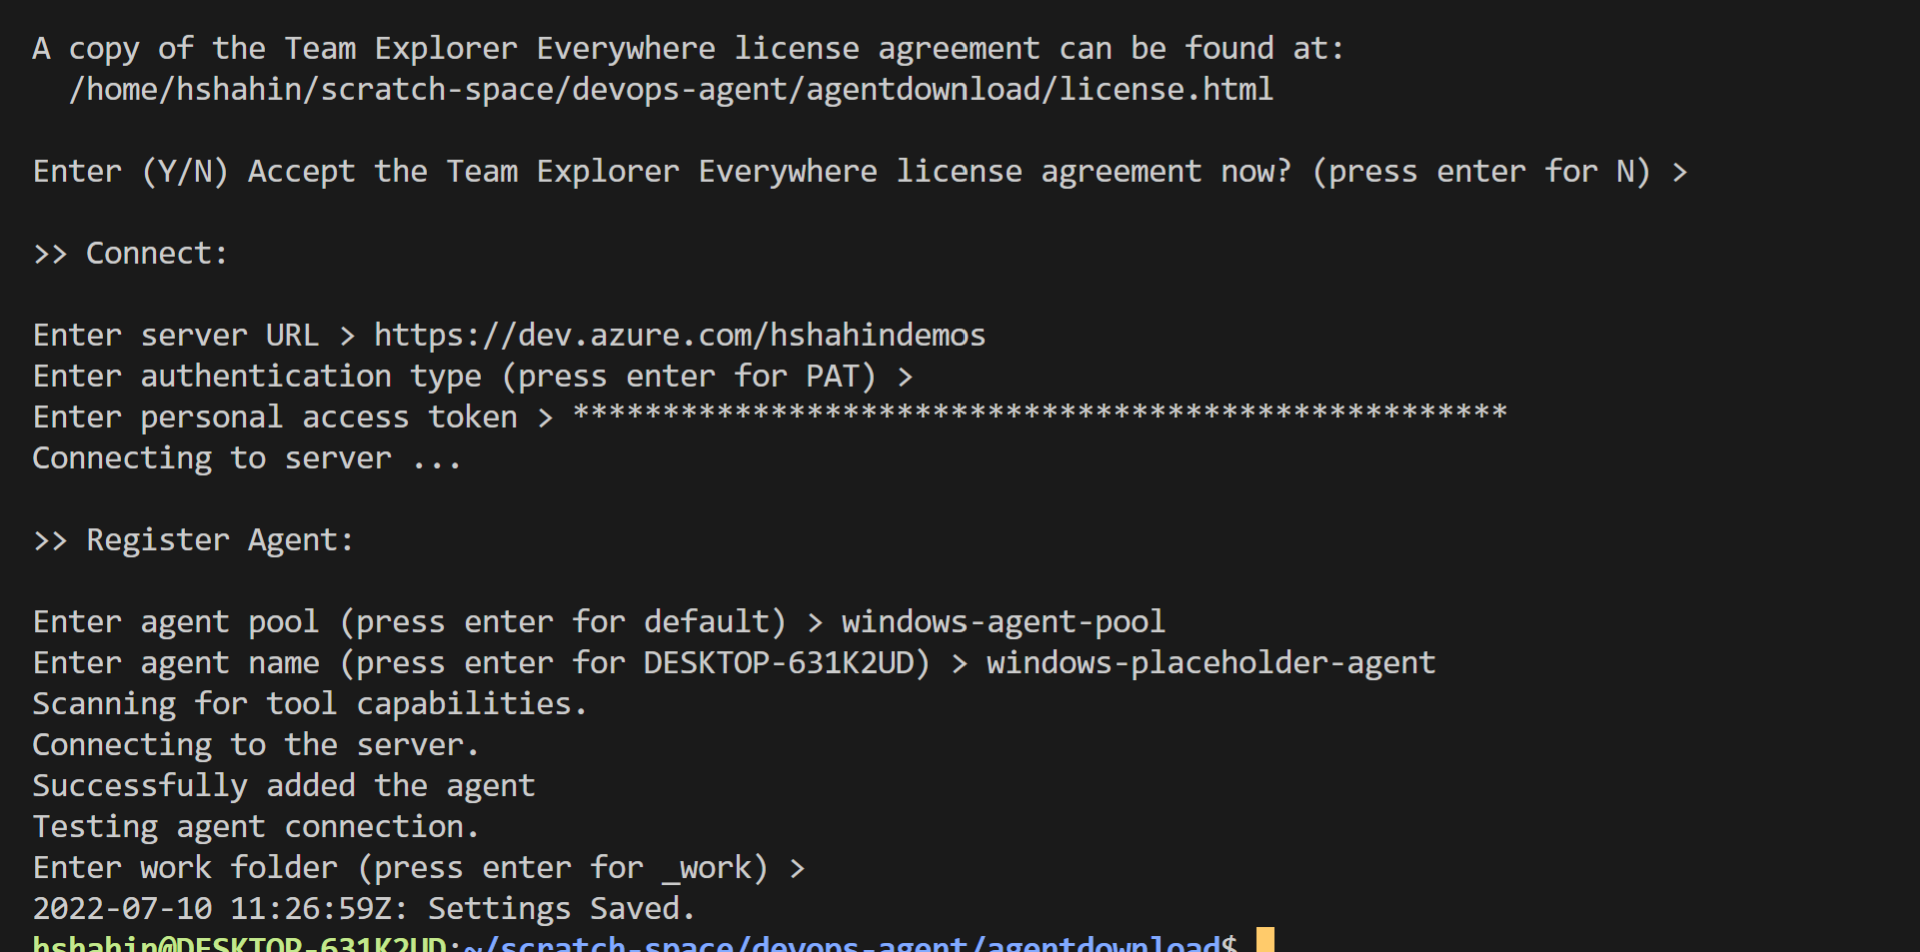 A copy of the Team Explorer Everywhere license agreement can be found at:
  /home/hshahin/scratch-space/devops-agent/agentdownload/license.html
Enter (Y/N) Accept the Team Explorer Everywhere license agreement now? (press enter for N) >
>> Connect:
Enter server URL > https://dev.azure.com/hshahindemos
Enter authentication type (press enter for PAT) >
Enter personal access token > ****************************************************
Connecting to server ...
>> Register Agent:
Enter agent pool (press enter for default) > windows-agent-pool
Enter agent name (press enter for DESKTOP-631K2UD) > windows-placeholder-agent
Scanning for tool capabilities.
Connecting to the server.
Successfully added the agent
Testing agent connection.
Enter work folder (press enter for _work) >
2022-07-10 11:26:59Z: Settings Saved.
hshahin@DESKTOP-631K2UD:~/scratch-space/devops-agent/agentdownload$